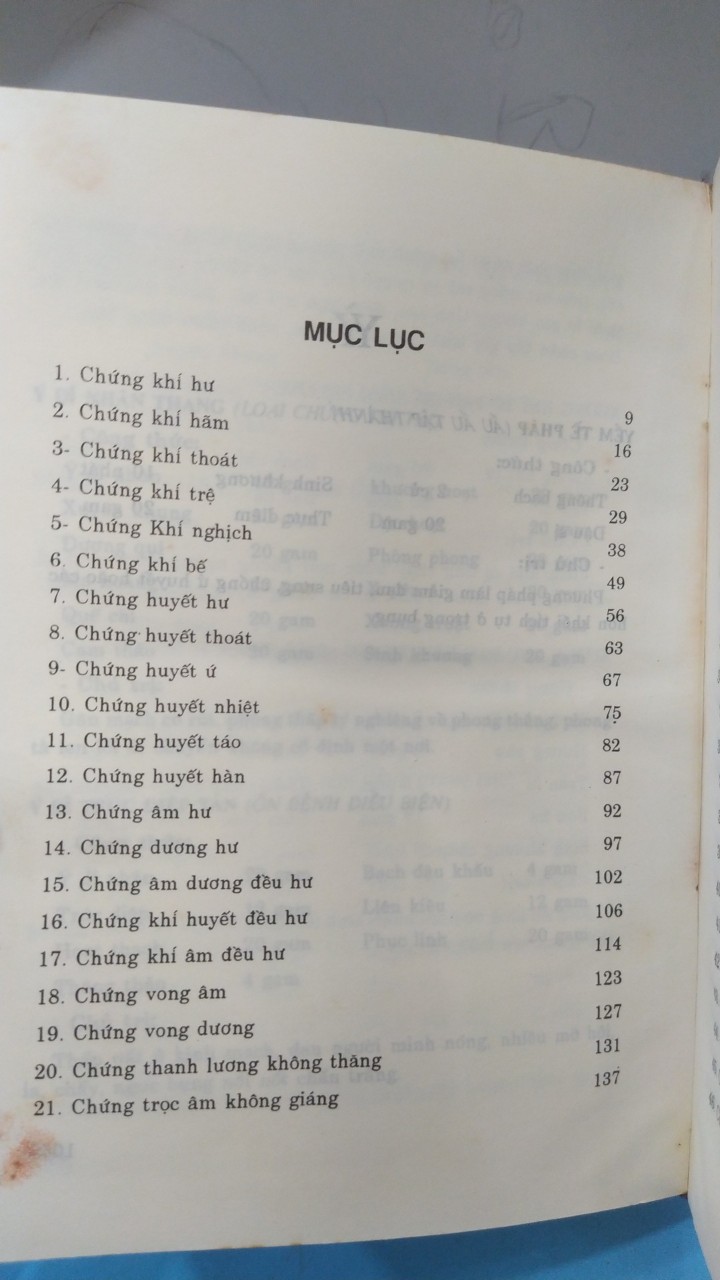 MỤC LỤC
1. Chứng khí hư 9
2. Chứng khí hãm 16
3- Chứng khí thoát 23
4- Chứng khí trệ 29
5- Chứng Khí nghịch 38
6. Chứng khí bế 49
7. Chứng huyết hư 56
8. Chứng huyết thoát 63
9- Chứng huyết ứ 67
10. Chứng huyết nhiệt 75
11. Chứng huyết táo 82
12. Chứng huyết hàn 87
13. Chứng âm hư 92
14. Chứng dương hư 97
15. Chứng âm dương đều hư 102
16. Chứng khí huyết đều hư 106
17. Chứng khí âm đều hư 114
18. Chứng vong âm 123
19. Chứng vong dương 127
20. Chứng thanh lương không thăng 131
21. Chứng trọc âm không giáng 137